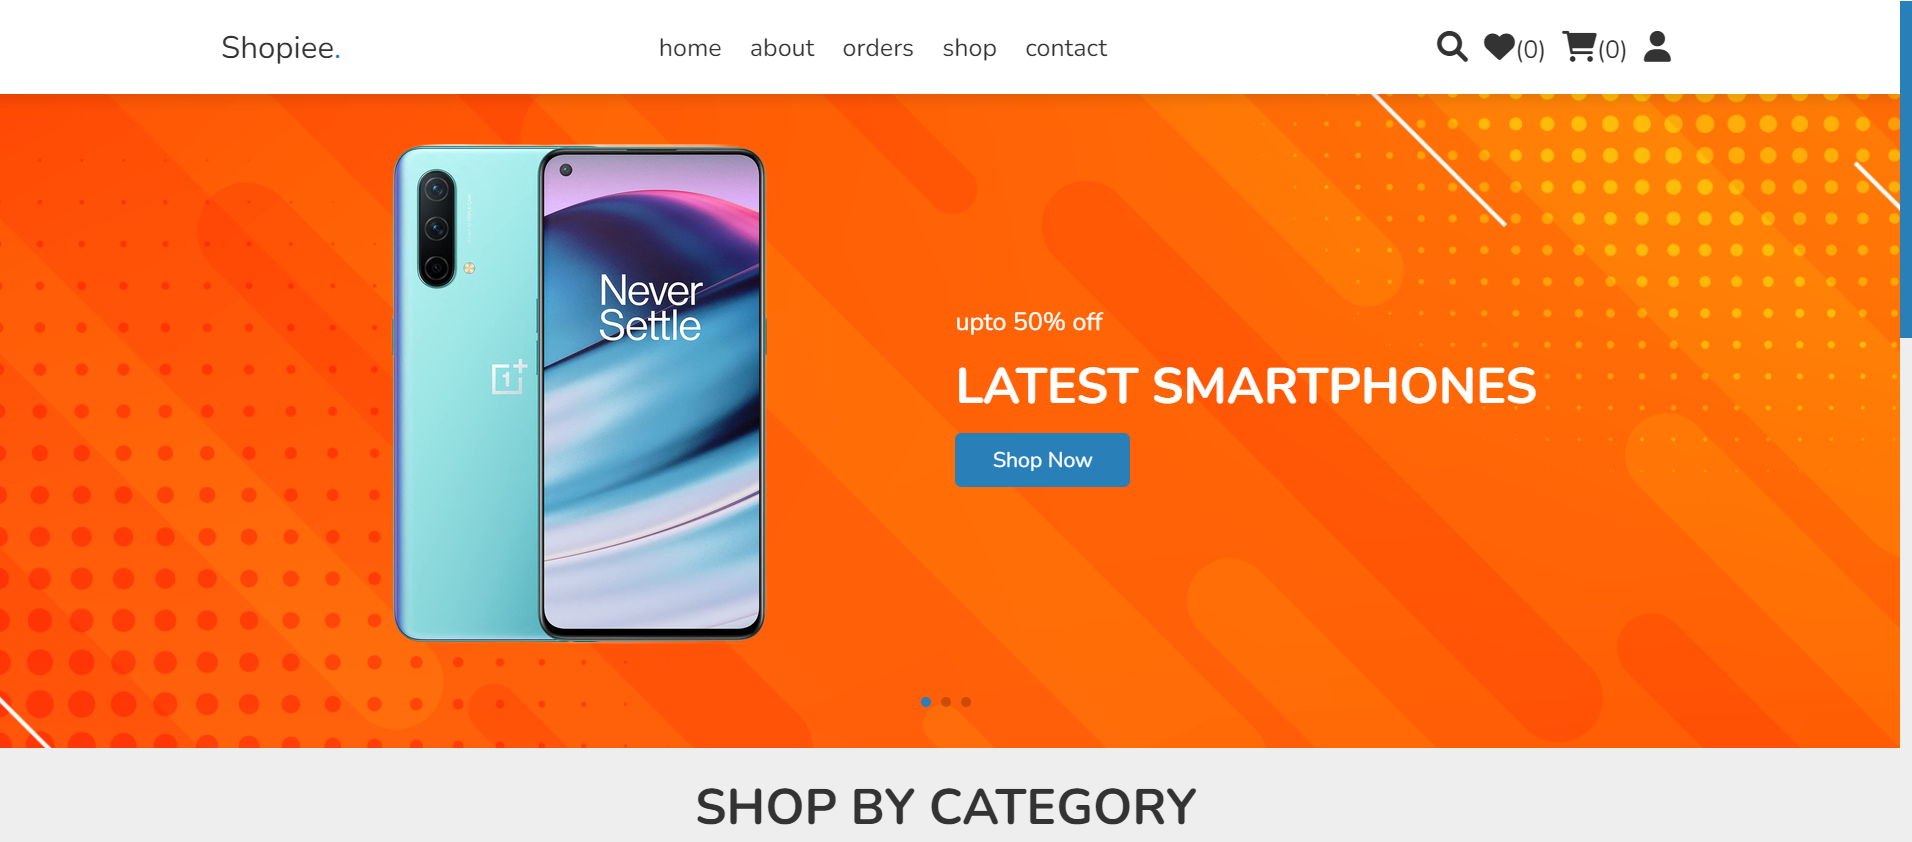 Shopiee.
home about orders shop contact
(0) (0)
Never
Settle
1+
upto 50% off
LATEST SMARTPHONES
Shop Now
SHOP BY CATEGORY